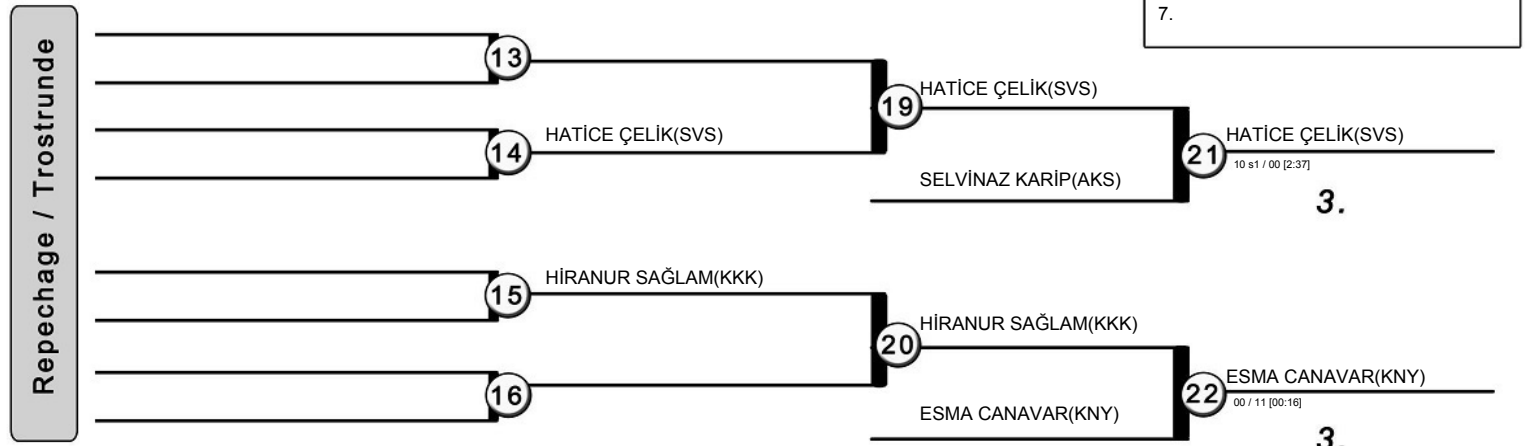 Repechage / Trostrunde
7.
13
HATİCE ÇELİK(SVS)
14
19
HATİCE ÇELİK(SVS)
SELVİNAZ KARİP(AKS)
21
HATİCE ÇELİK(SVS)
10 s1 / 00 [2:37]
3.
HİRANUR SAĞLAM(KKK)
15
16
20
HİRANUR SAĞLAM(KKK)
ESMA CANAVAR(KNY)
22
ESMA CANAVAR(KNY)
00 / 11 [00:16]
3.